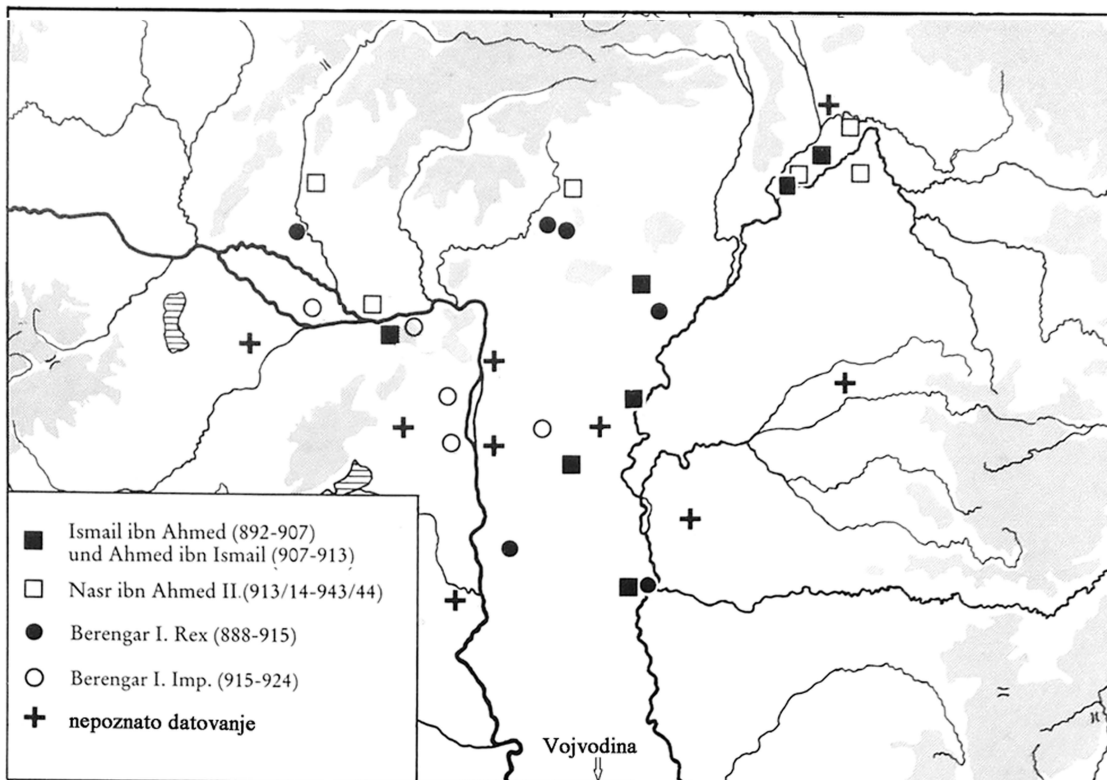 Ismail ibn Ahmed (892-907)
und Ahmed ibn Ismail (907-913)
Nasr ibn Ahmed II.(913/14-943/44)
Berengar I. Rex (888-915)
Berengar I. Imp. (915-924)
nepoznato datovanje
Vojvodina